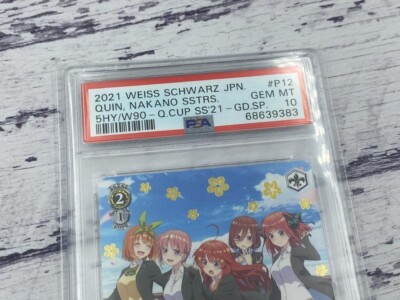 2021 WEISS SCHWARZ JPN. #P12
QUIN, NAKANO SSTRS. GEM MT
5HY/W90 - Q.CUP SS'21 - GD.SP. 10
PSA 68639383
2
1